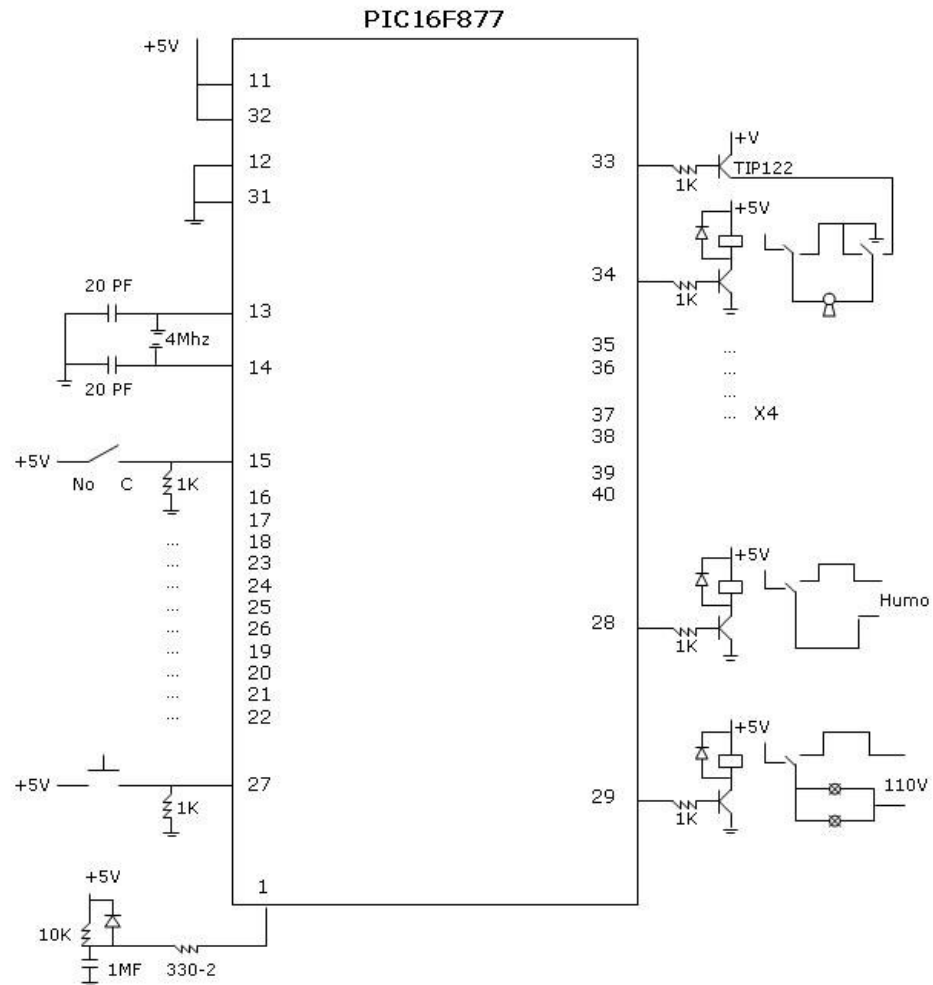 PIC16F877
+5V
11
32
12
31
20 PF
13
4Mhz
14
20 PF
+5V
15
No C
1K
16
17
...
18
...
23
...
24
...
25
...
26
...
19
...
20
...
21
...
22
+5V
27
1K
1
+5V
10K
1MF
330-2
33
1K
+V
TIP122
+5V
34
1K
35
...
36
...
...
37
... X4
38
39
40
+5V
28
1K
Humo
+5V
29
1K
110V